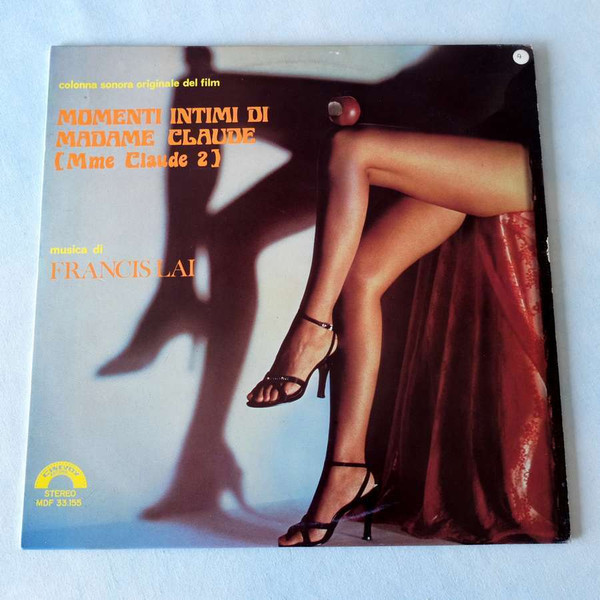 colonna sonora originale del film
MOMENTI INTIMI DI
MADAME CLAUDE
(Mme Claude 2)
musica di
FRANCIS LAI
CINEVOX
STEREO
MDF 33.155